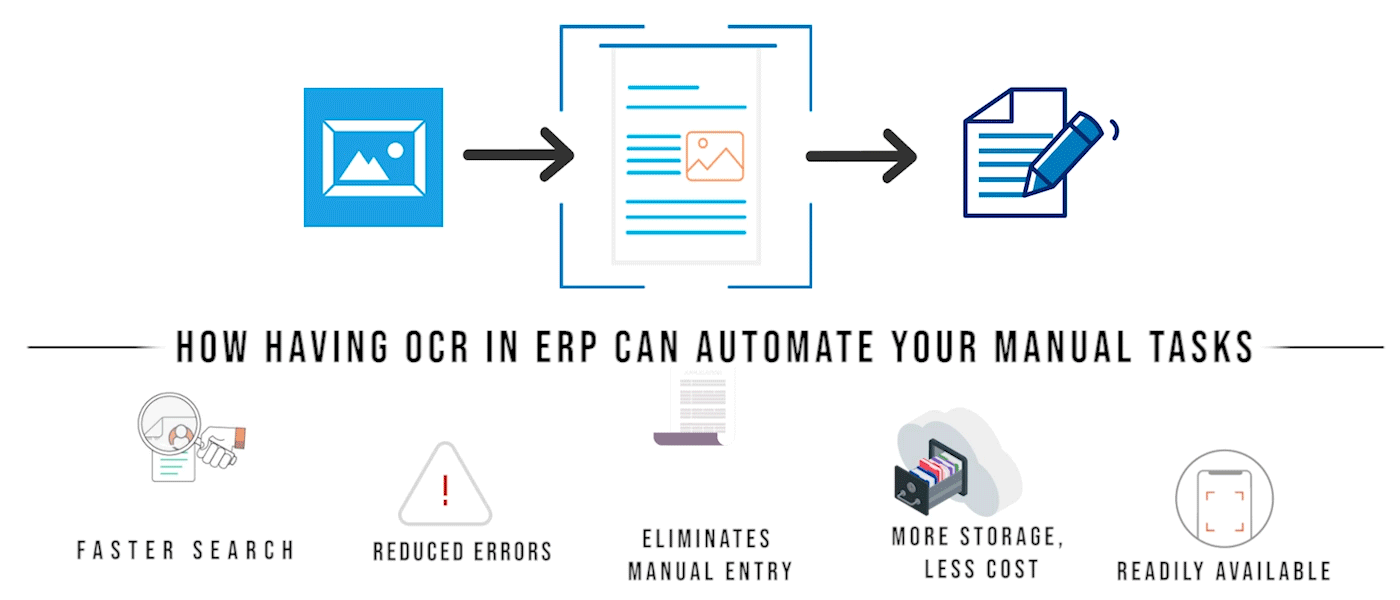 HOW HAVING OCR IN ERP CAN AUTOMATE YOUR MANUAL TASKS
FASTER SEARCH
REDUCED ERRORS
!
ELIMINATES
MANUAL ENTRY
MORE STORAGE,
LESS COST
READILY AVAILABLE